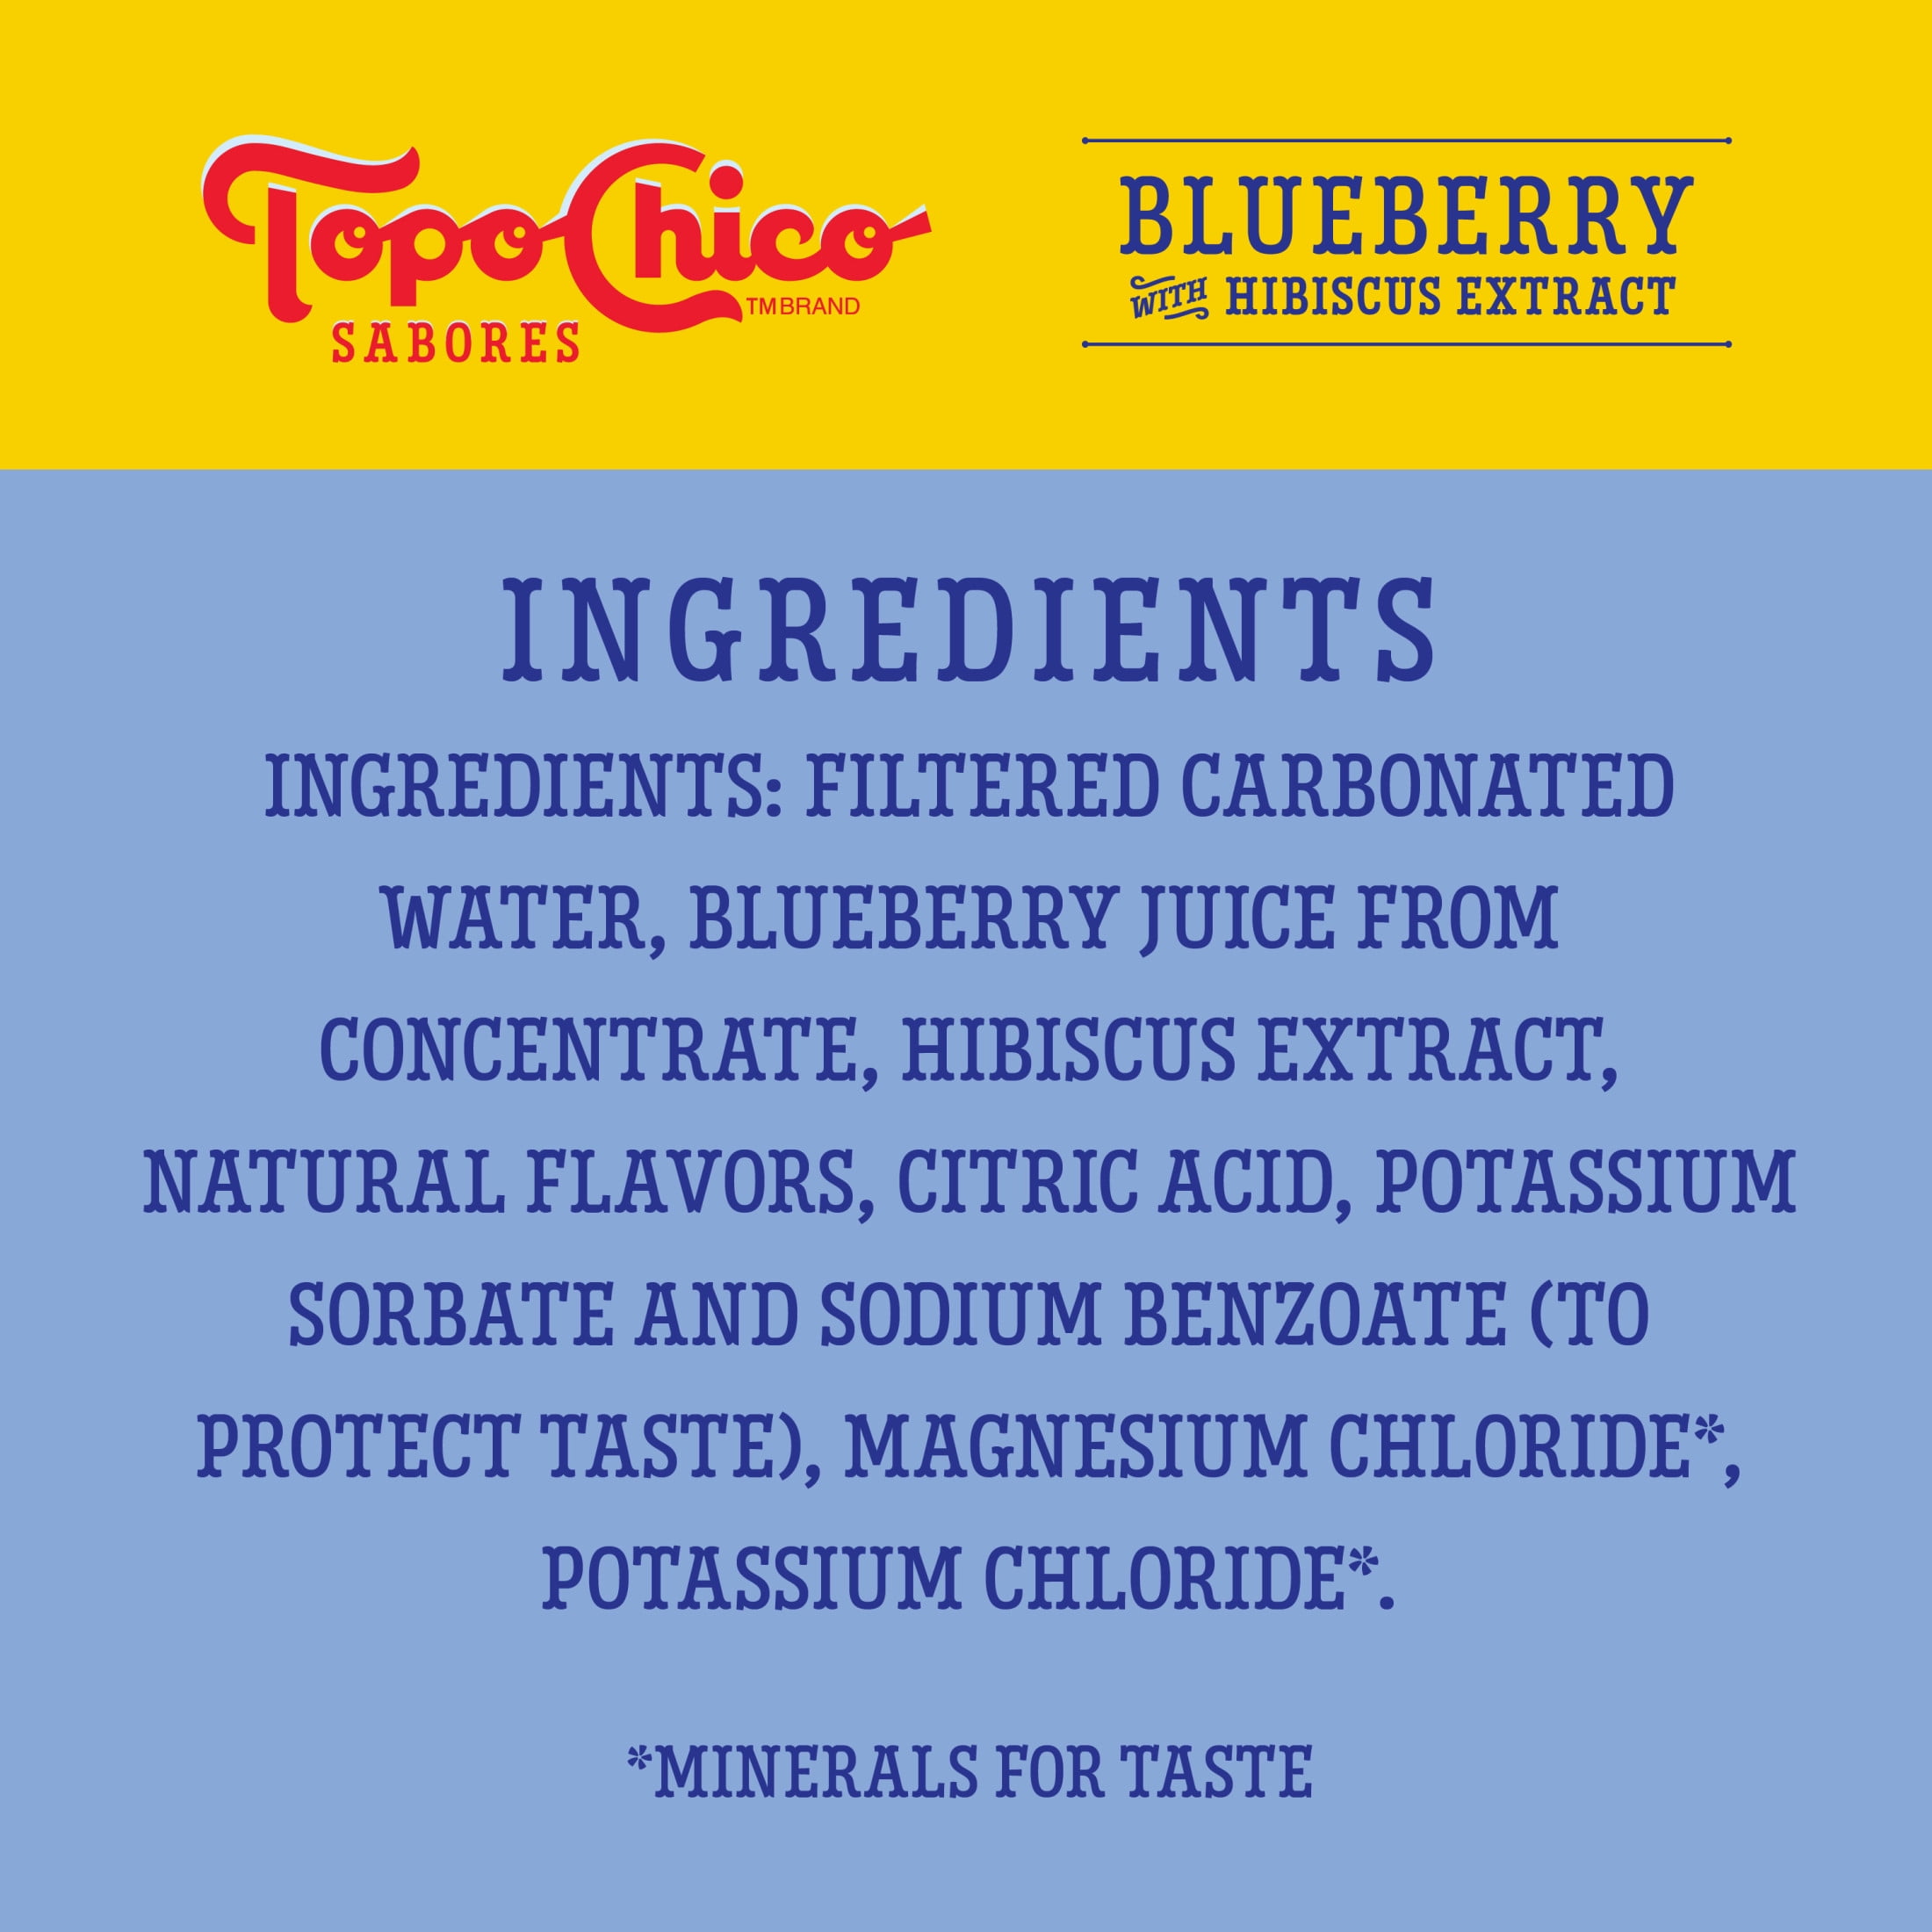 Topo Chico
TM BRAND
SABORES
BLUEBERRY
WITH HIBISCUS EXTRACT
INGREDIENTS
INGREDIENTS: FILTERED CARBONATED
WATER, BLUEBERRY JUICE FROM
CONCENTRATE, HIBISCUS EXTRACT,
NATURAL FLAVORS, CITRIC ACID, POTASSIUM
SORBATE AND SODIUM BENZOATE (TO
PROTECT TASTE), MAGNESIUM CHLORIDE*,
POTASSIUM CHLORIDE*.
*MINERALS FOR TASTE